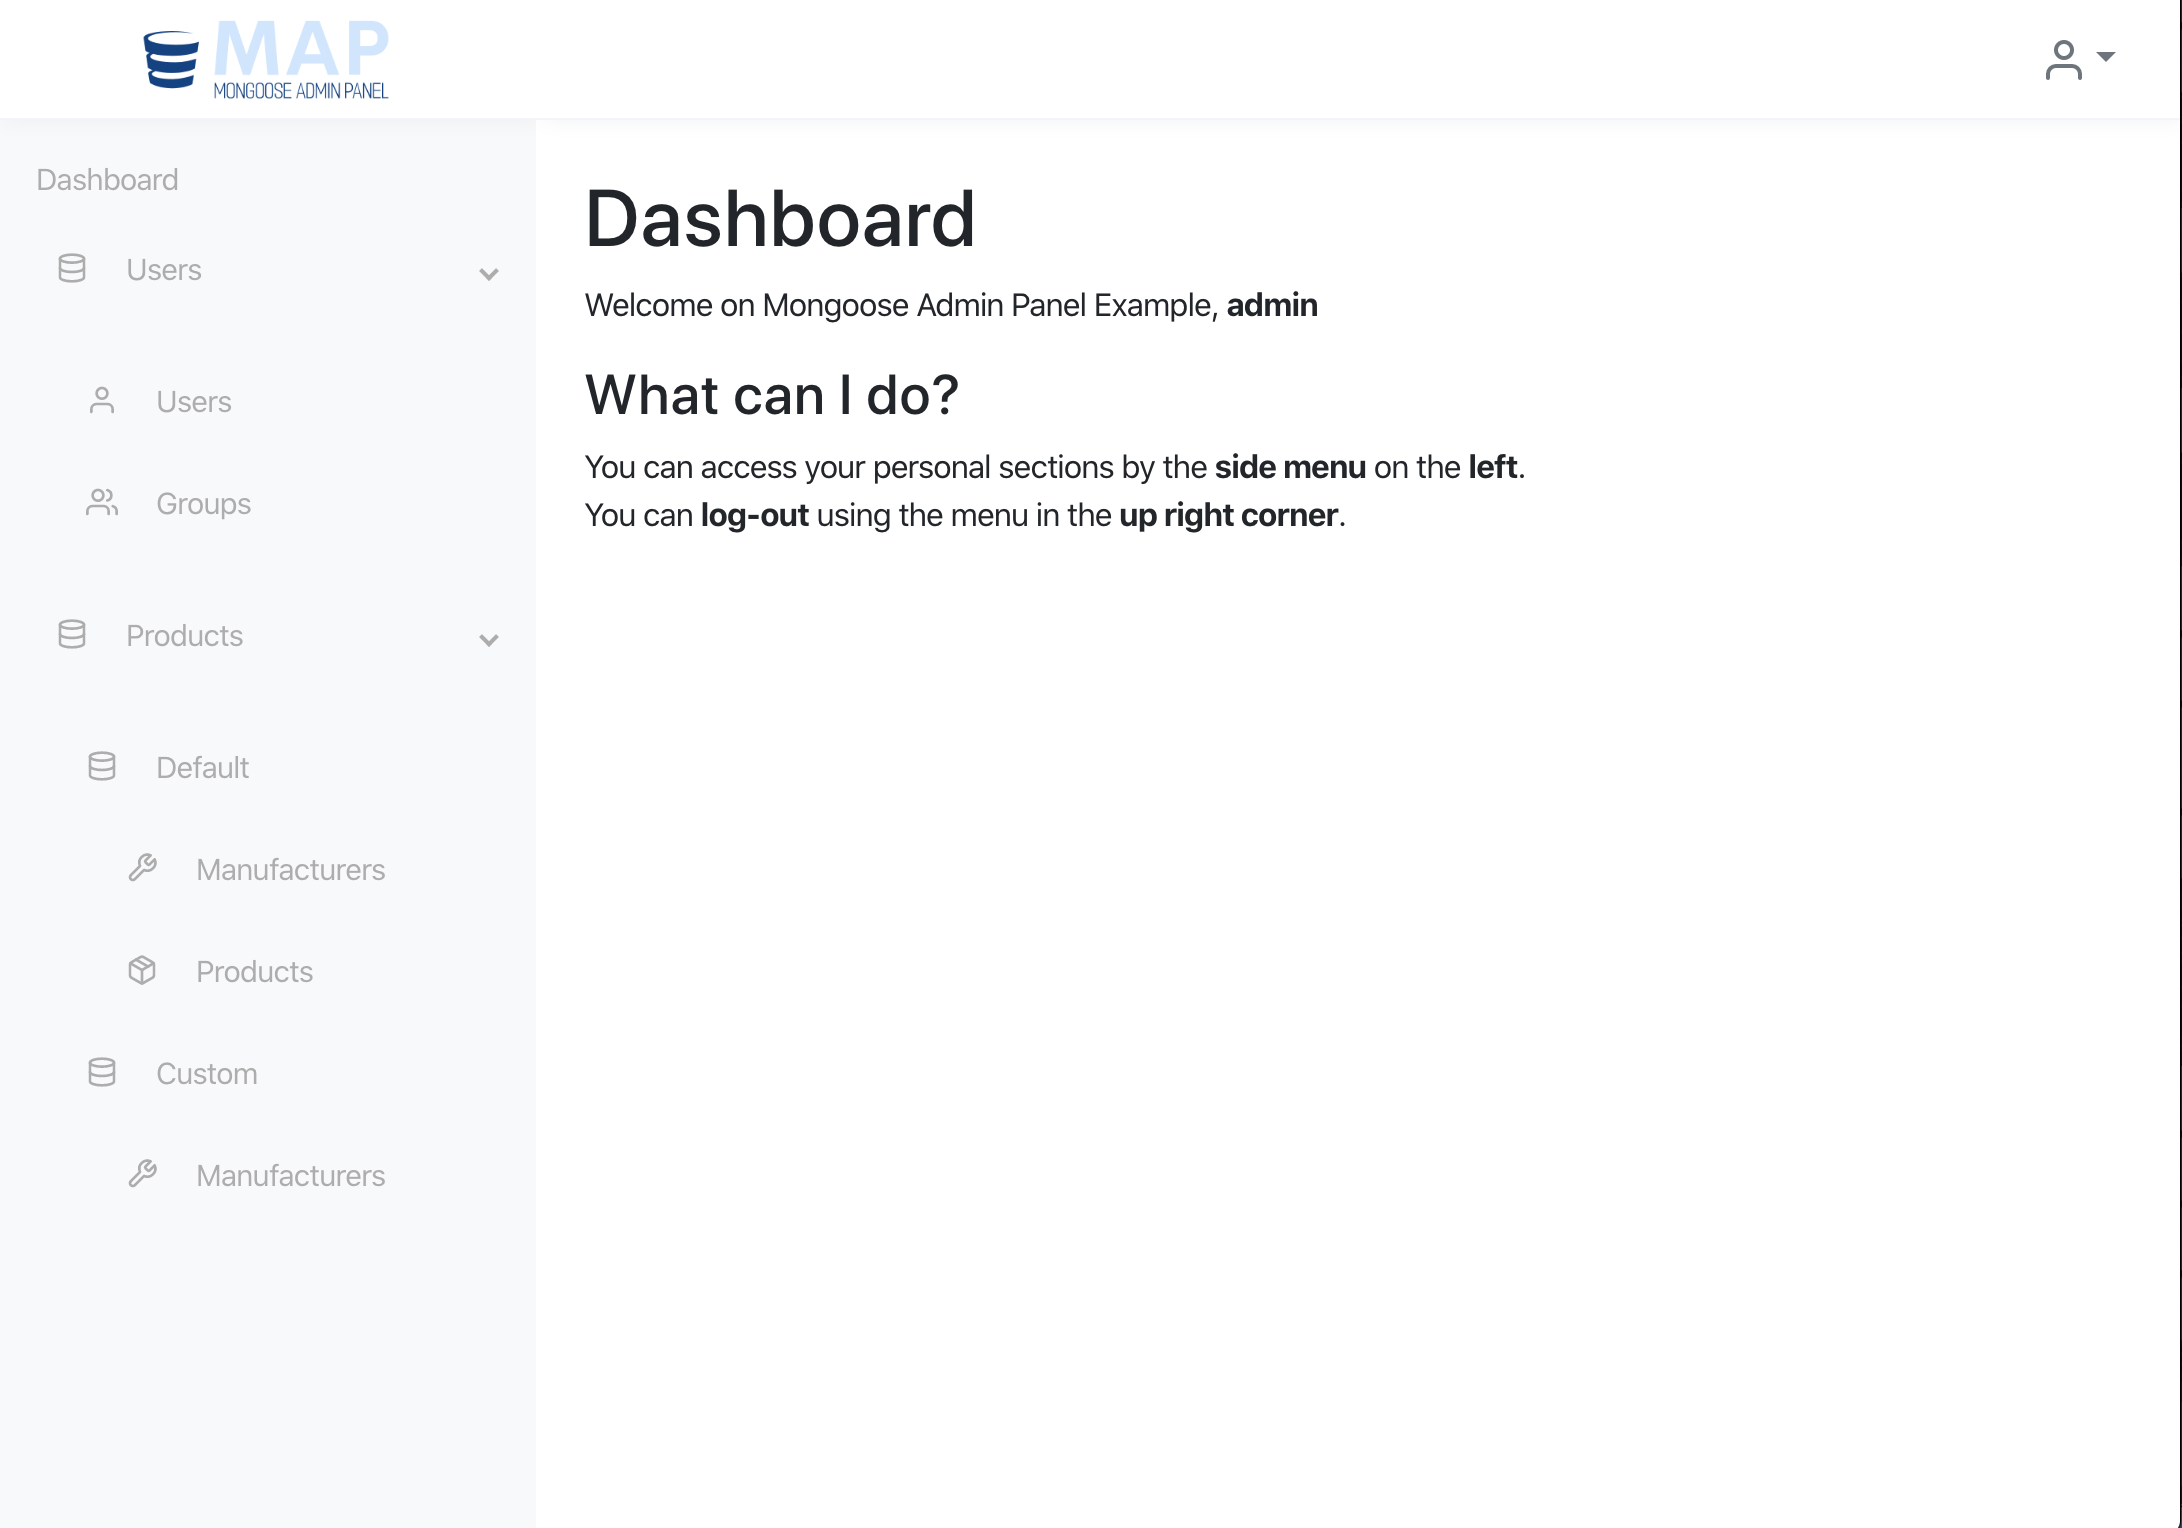 MAP
MONGOOSE ADMIN PANEL
Dashboard
Users
Users
Groups
Products
Default
Manufacturers
Products
Custom
Manufacturers
Dashboard
Welcome on Mongoose Admin Panel Example, admin
What can I do?
You can access your personal sections by the side menu on the left.
You can log-out using the menu in the up right corner.